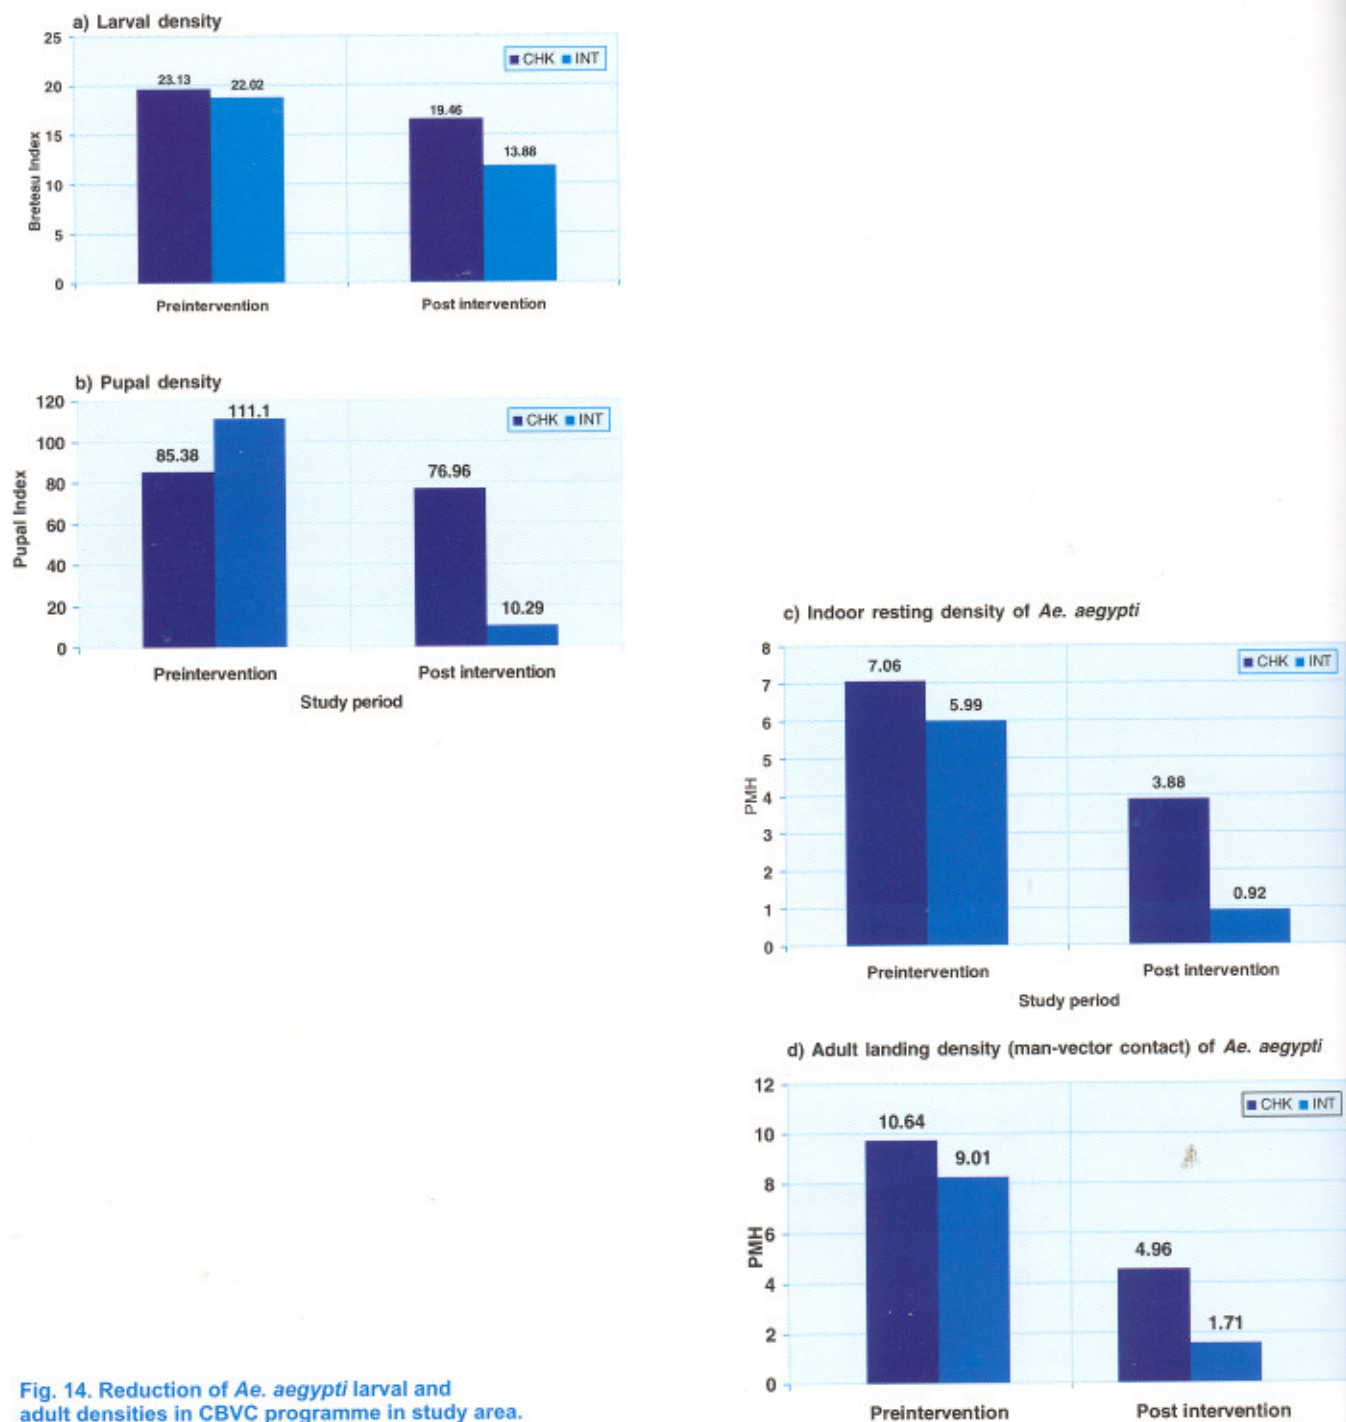 a) Larval density
25
20
15
10
5
0
Breteau Index
CHK INT
23.13
22.02
19.46
13.88
Preintervention
Post intervention
b) Pupal density
120
100
80
60
40
20
0
Pupal Index
CHK INT
85.38
111.1
76.96
10.29
Preintervention
Post intervention
Study period
c) Indoor resting density of Ae. aegypti
8
7
6
5
4
3
2
1
0
PMH
CHK INT
7.06
5.99
3.88
0.92
Preintervention
Post intervention
Study period
d) Adult landing density (man-vector contact) of Ae. aegypti
12
10
8
6
4
2
0
PMH
CHK INT
10.64
9.01
4.96
1.71
Preintervention
Post intervention
Fig. 14. Reduction of Ae. aegypti larval and
adult densities in CBVC programme in study area.